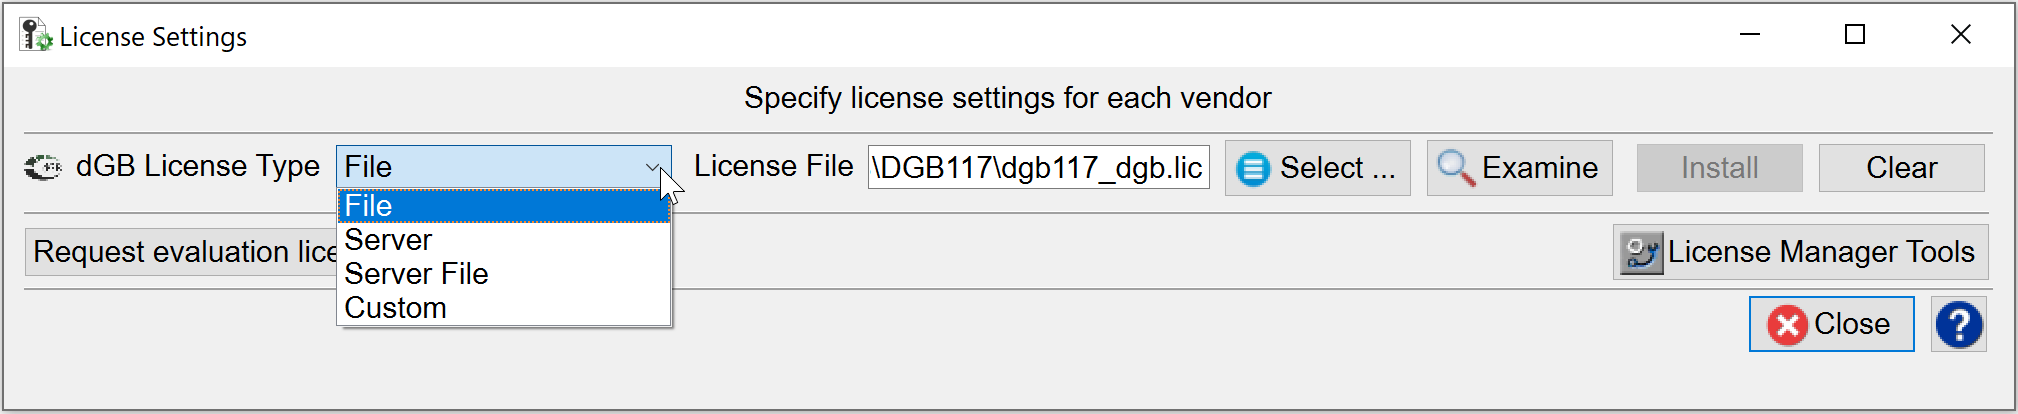 License Settings
Specify license settings for each vendor
dGB License Type File License File \DGB117\dgb117_dgb.lic Select ... Examine Install Clear
File
Server
Server File
Custom
Request evaluation lice
License Manager Tools
Close ?